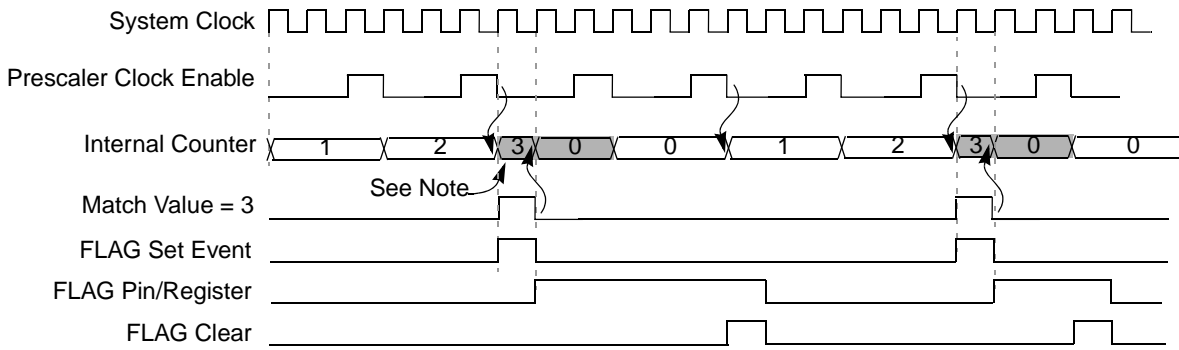 System Clock
Prescaler Clock Enable
Internal Counter
1 2 3 0 0 1 2 3 0 0
See Note
Match Value = 3
FLAG Set Event
FLAG Pin/Register
FLAG Clear